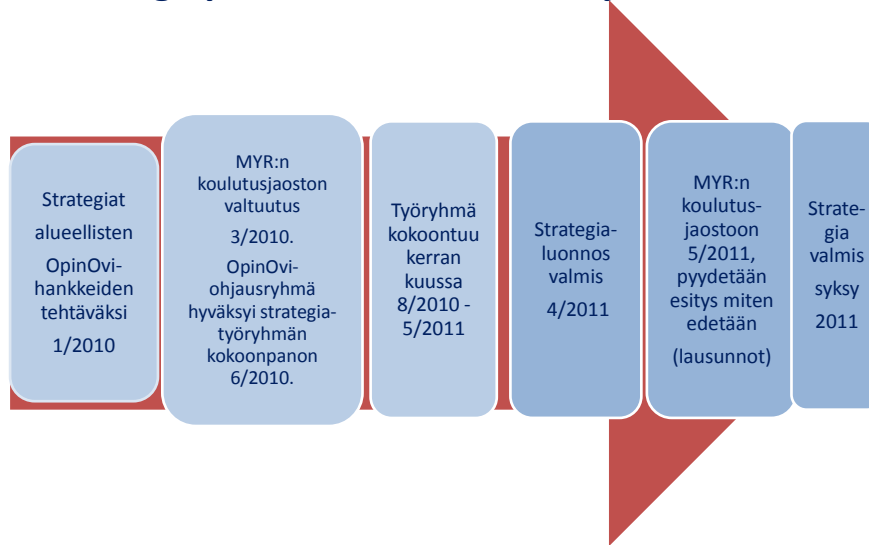 Strategiat
alueellisten
OpinOvi-
hankkeiden
tehtäväksi
1/2010
MYR:n
koulutusjaoston
valtuutus
3/2010.
OpinOvi-
ohjausryhmä
hyväksyi strategia-
työryhmän
kokoonpanon
6/2010.
Työryhmä
kokoontuu
kerran
kuussa
8/2010 -
5/2011
Strategia-
luonnos
valmis
4/2011
MYR:n
koulutus-
jaostoon
5/2011,
pyydetään
esitys miten
edetään
(lausunnot)
Strate-
gia
valmis
syksy
2011